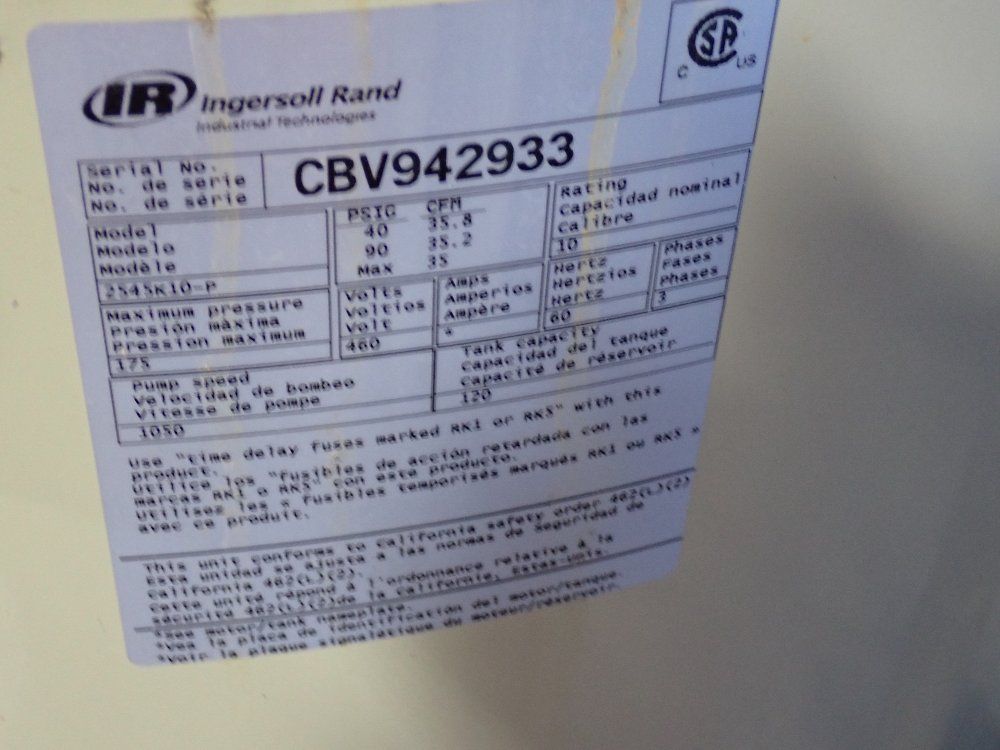 IR Ingersoll Rand
Industrial Technologies
CSA
C US
Serial No.
No. de serie
No. de série
CBV942933
Model
Modelo
Modèle
2545K10-P
PSIG CFM
40 35.8
90 35.2
Max 35
Rating
Capacidad nominal
Calibre
10
Maximum pressure
Presión màxima
Pression maximum
175
Volts
Voltios
Volt
460
Amps
Amperios
Ampère
*
Hertz
Hertzios
Hertz
60
Phases
Fases
Phases
3
Pump speed
Velocidad de bombeo
Vitesse de pompe
1050
Tank capacity
Capacidad del tanque
Capacité de réservoir
120
Use "time delay fuses marked RK1 or RK5" with this
product.
Utilice los "fusibles de acción retardada con las
marcas RK1 o RK5" con este producto.
Utilises les « fusibles temporisés marqués RK1 ou RK5 »
avec ce produit.
This unit conforms to california safety order 462(L)(2)
Esta unidad se ajusta a las normas de seguridad de
california 462(L)(2).
Cette unité répond à l'ordonnance relative à la
sécurité 462(L)(2)de la californie, Éstas-unis.
*See motor/tank nameplate.
*Vea la placa de identificación del motor/tanque.
*Voir la plaque signalétique du moteur/réservoir.